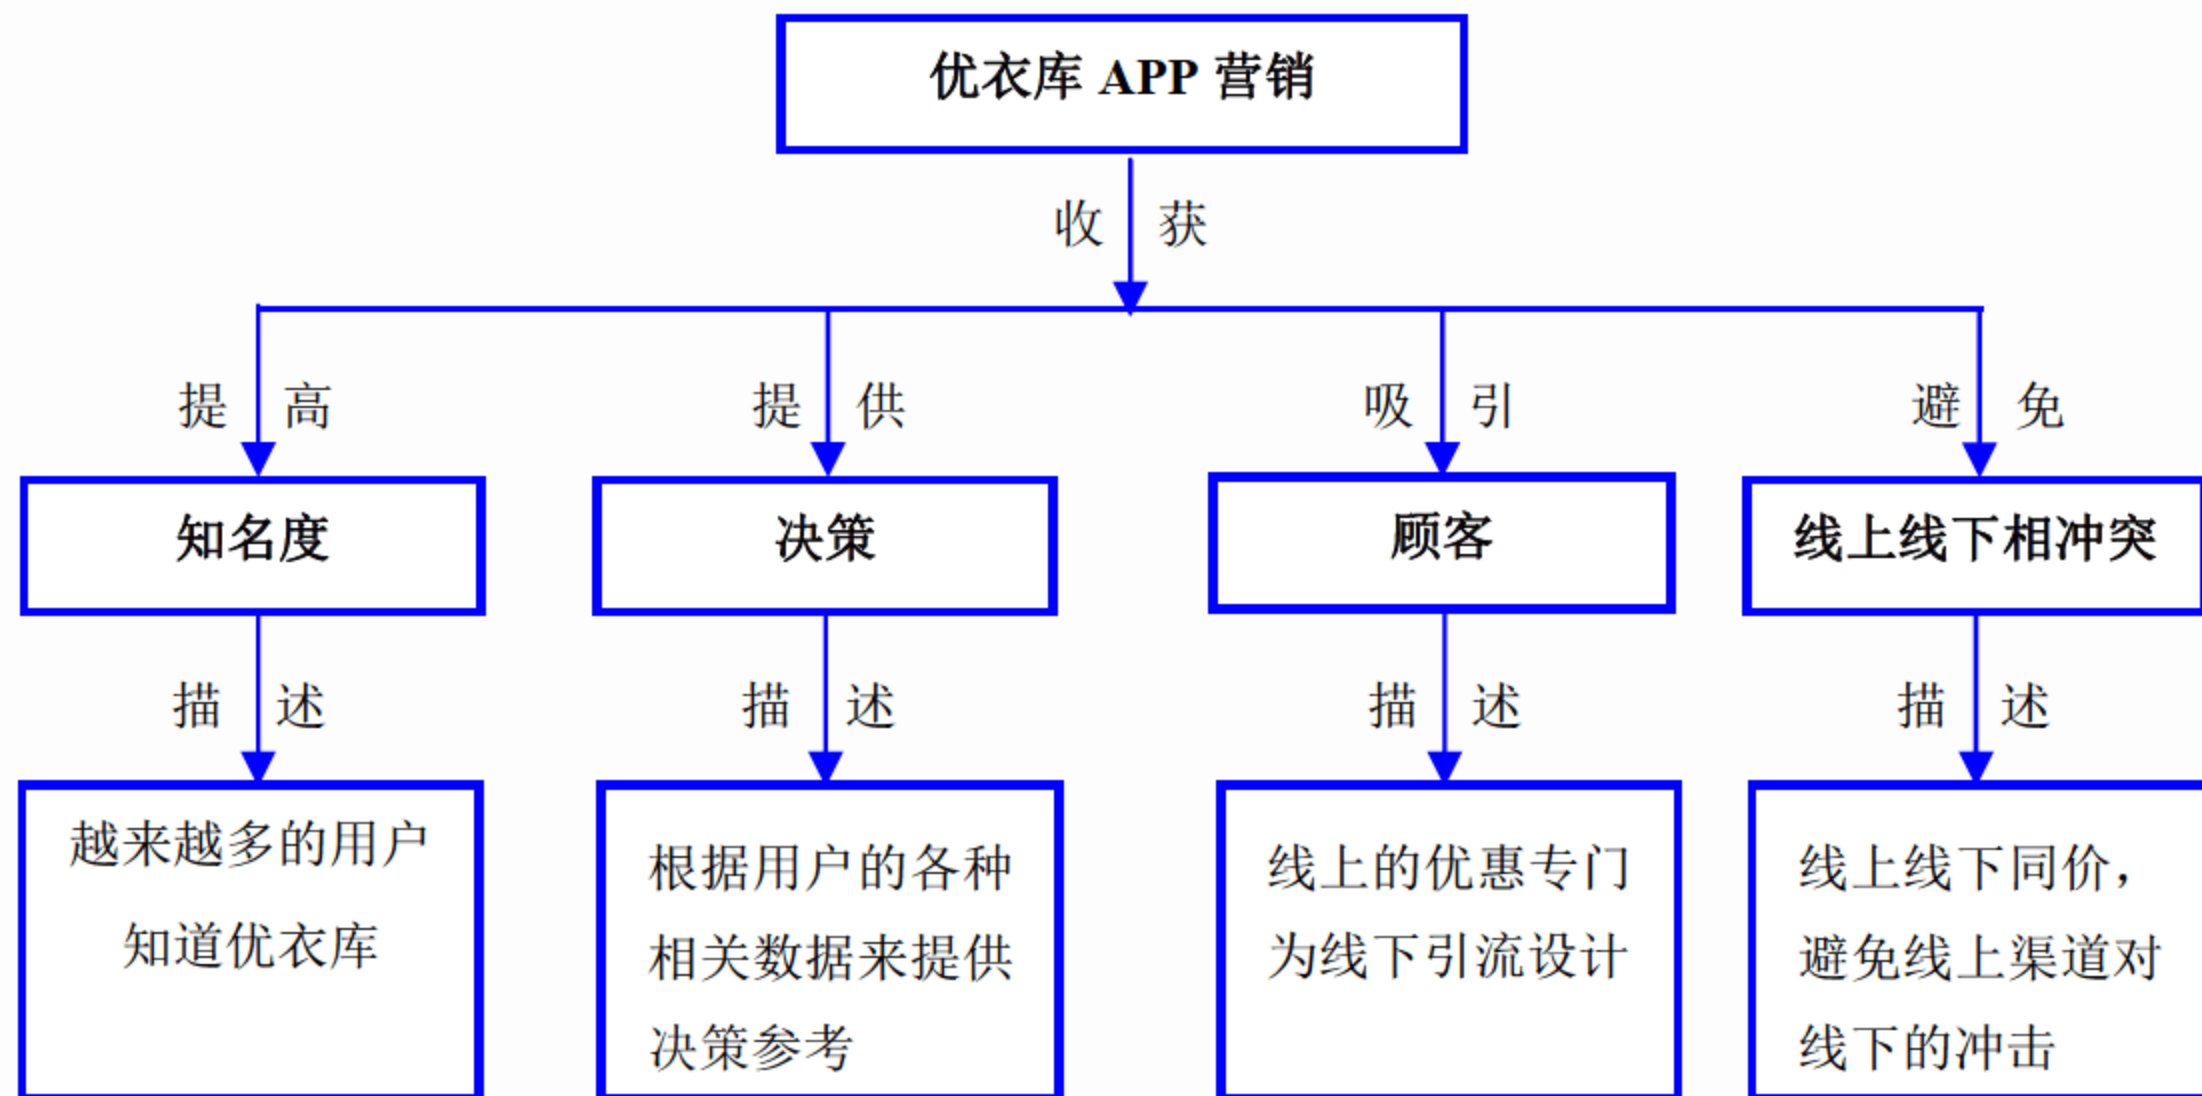 优衣库 APP 营销
收 获
提 高
提 供
吸 引
避 免
知名度
决策
顾客
线上线下相冲突
描 述
描 述
描 述
描 述
越来越多的用户
知道优衣库
根据用户的各种
相关数据来提供
决策参考
线上的优惠专门
为线下引流设计
线上线下同价，
避免线上渠道对
线下的冲击